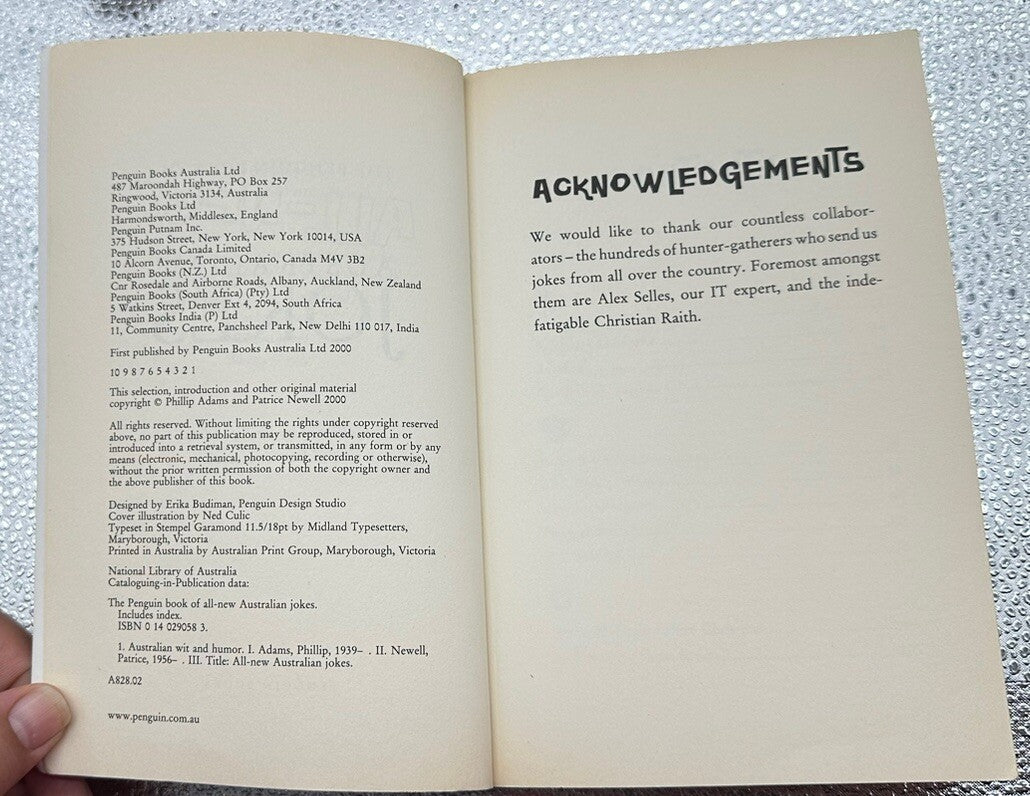 Penguin Books Australia Ltd
487 Maroondah Highway, PO Box 257
Ringwood, Victoria 3134, Australia
Penguin Books Ltd
Harmondsworth, Middlesex, England
Penguin Putnam Inc.
375 Hudson Street, New York, New York 10014, USA
Penguin Books Canada Limited
10 Alcorn Avenue, Toronto, Ontario, Canada M4V 3B2
Penguin Books (N.Z.) Ltd
Cnr Rosedale and Airborne Roads, Albany, Auckland, New Zealand
Penguin Books (South Africa) (Pty) Ltd
5 Watkins Street, Denver Ext 4, 2094, South Africa
Penguin Books India (P) Ltd
11, Community Centre, Panchsheel Park, New Delhi 110 017, India
First published by Penguin Books Australia Ltd 2000
10 9 8 7 6 5 4 3 2 1
This selection, introduction and other original material
copyright © Phillip Adams and Patrice Newell 2000
All rights reserved. Without limiting the rights under copyright reserved
above, no part of this publication may be reproduced, stored in or
introduced into a retrieval system, or transmitted, in any form or by any
means (electronic, mechanical, photocopying, recording or otherwise),
without the prior written permission of both the copyright owner and
the above publisher of this book.
Designed by Erika Budiman, Penguin Design Studio
Cover illustration by Ned Culic
Typeset in Stempel Garamond 11.5/18pt by Midland Typesetters,
Maryborough, Victoria
Printed in Australia by Australian Print Group, Maryborough, Victoria
National Library of Australia
Cataloguing-in-Publication data:
The Penguin book of all-new Australian jokes.
Includes index.
ISBN 0 14 029058 3.
1. Australian wit and humor. I. Adams, Phillip, 1939– . II. Newell,
Patrice, 1956– . III. Title: All-new Australian jokes.
A828.02
www.penguin.com.au
ACKNOWLEDGEMENTS
We would like to thank our countless collabor-
ators – the hundreds of hunter-gatherers who send us
jokes from all over the country. Foremost amongst
them are Alex Selles, our IT expert, and the inde-
fatigable Christian Raith.